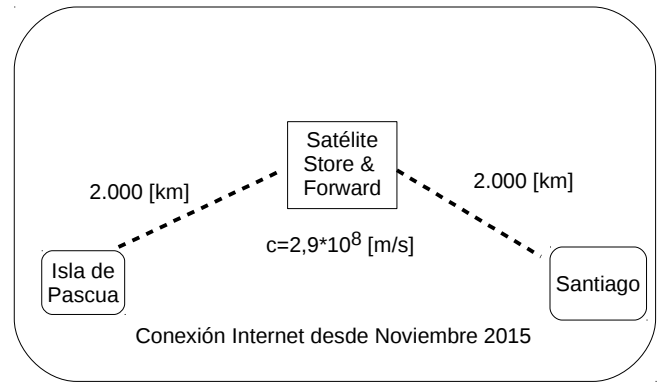 Satélite
Store &
Forward
2.000 [km]
2.000 [km]
c=2,9*10⁸ [m/s]
Isla de
Pascua
Santiago
Conexión Internet desde Noviembre 2015